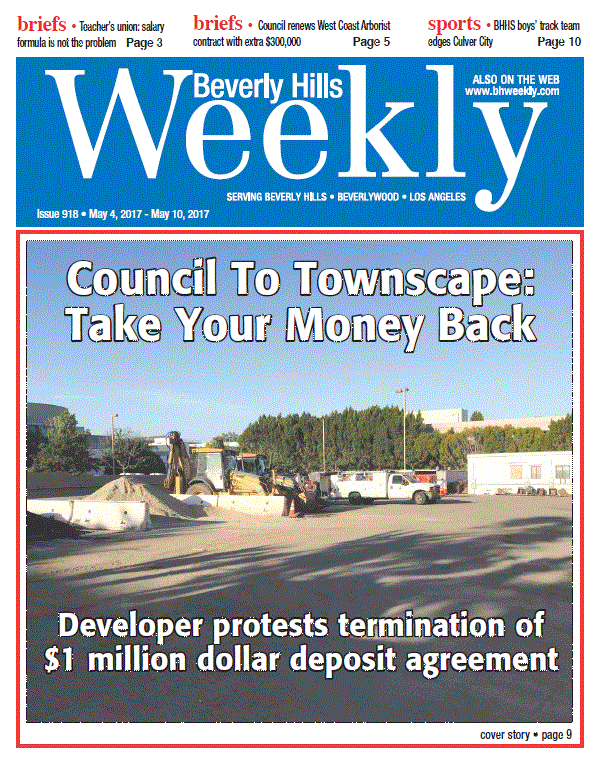 briefs • Teacher's union: salary
formula is not the problem Page 3
briefs • Council renews West Coast Arborist
contract with extra $300,000 Page 5
sports • BHHS boys' track team
edges Culver City Page 10
Beverly Hills
Weekly
ALSO ON THE WEB
www.bhweekly.com
SERVING BEVERLY HILLS • BEVERLYWOOD • LOS ANGELES
Issue 918 • May 4, 2017 - May 10, 2017
Council To Townscape:
Take Your Money Back
Developer protests termination of
$1 million dollar deposit agreement
cover story • page 9